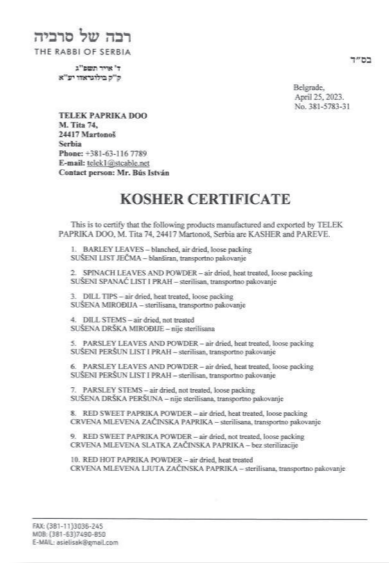 רבה של סרביה
THE RABBI OF SERBIA
ד' אייר תשפ"ג
ק"ק בילוגראדו יע"א
בס"ד
Belgrade,
April 25, 2023.
No. 381-5783-31
TELEK PAPRIKA DOO
M. Tita 74,
24417 Martonoš
Serbia
Phone: +381-63-116 7789
E-mail: telek1@stcable.net
Contact person: Mr. Bús István
KOSHER CERTIFICATE
This is to certify that the following products manufactured and exported by TELEK
PAPRIKA DOO, M. Tita 74, 24417 Martonoš, Serbia are KASHER and PAREVE.
1. BARLEY LEAVES – blanched, air dried, loose packing
SUŠENI LIST JEČMA – blanširan, transportno pakovanje
2. SPINACH LEAVES AND POWDER – air dried, heat treated, loose packing
SUŠENI SPANAĆ LIST I PRAH – sterilisan, transportno pakovanje
3. DILL TIPS – air dried, heat treated, loose packing
SUŠENA MIROĐIJA – sterilisana, transportno pakovanje
4. DILL STEMS – air dried, not treated
SUŠENA DRŠKA MIROĐIJE – nije sterilisana
5. PARSLEY LEAVES AND POWDER – air dried, heat treated, loose packing
SUŠENI PERŠUN LIST I PRAH – sterilisan, transportno pakovanje
6. PARSLEY LEAVES AND POWDER – air dried, heat treated, loose packing
SUŠENI PERŠUN LIST I PRAH – sterilisan, transportno pakovanje
7. PARSLEY STEMS – air dried, not treated, loose packing
SUŠENA DRŠKA PERŠUNA – nije sterilisana, transportno pakovanje
8. RED SWEET PAPRIKA POWDER – air dried, heat treated, loose packing
CRVENA MLEVENA ZAČINSKA PAPRIKA – sterilisana, transportno pakovanje
9. RED SWEET PAPRIKA POWDER – air dried, not treated, loose packing
CRVENA MLEVENA SLATKA ZAČINSKA PAPRIKA – bez sterilizacije
10. RED HOT PAPRIKA POWDER – air dried, heat treated
CRVENA MLEVENA LJUTA ZAČINSKA PAPRIKA – sterilisana, transportno pakovanje
FAX: (381-11)3036-245
MOB: (381-63)7490-850
E-MAIL: asielisak@gmail.com